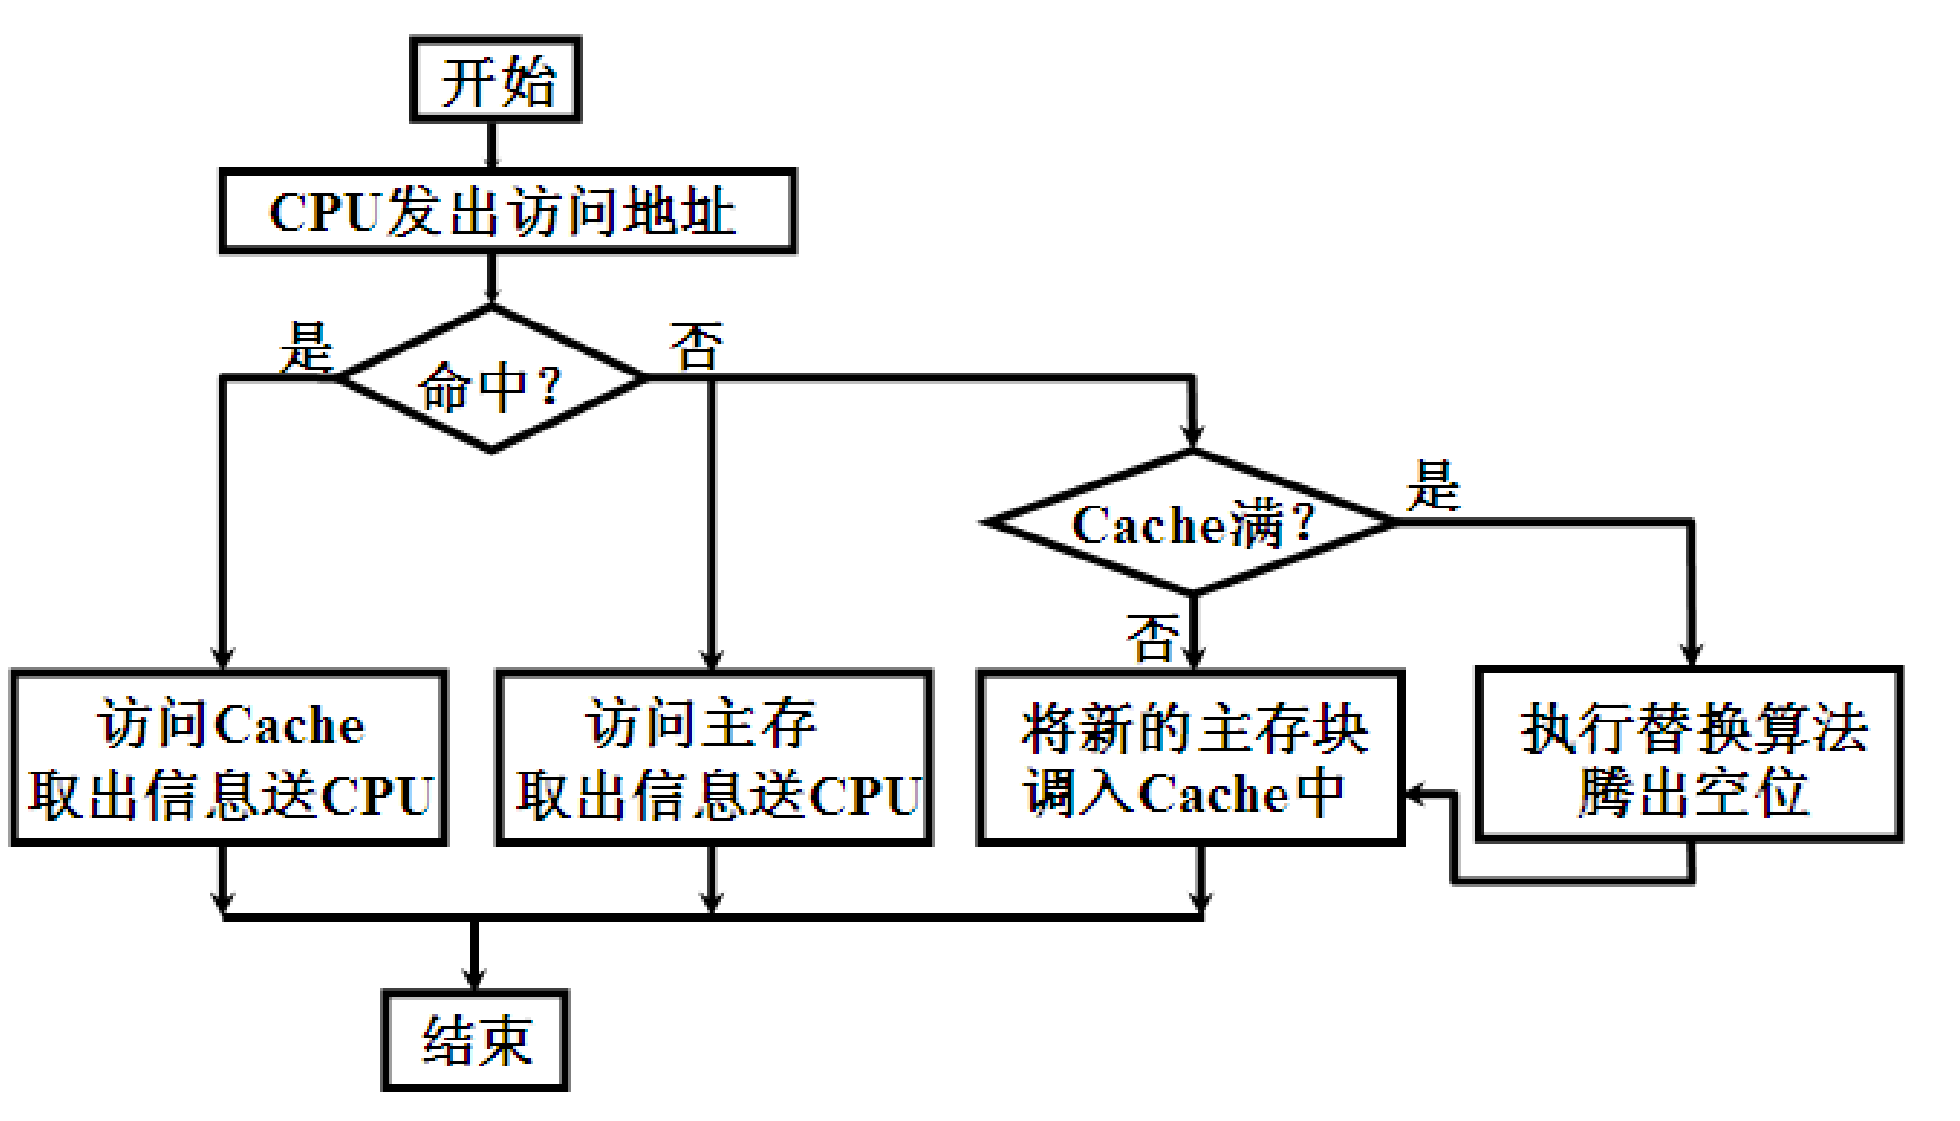 开始
CPU发出访问地址
是
否
命中？
是
Cache满？
否
访问Cache
取出信息送CPU
访问主存
取出信息送CPU
将新的主存块
调入Cache中
执行替换算法
腾出空位
结束